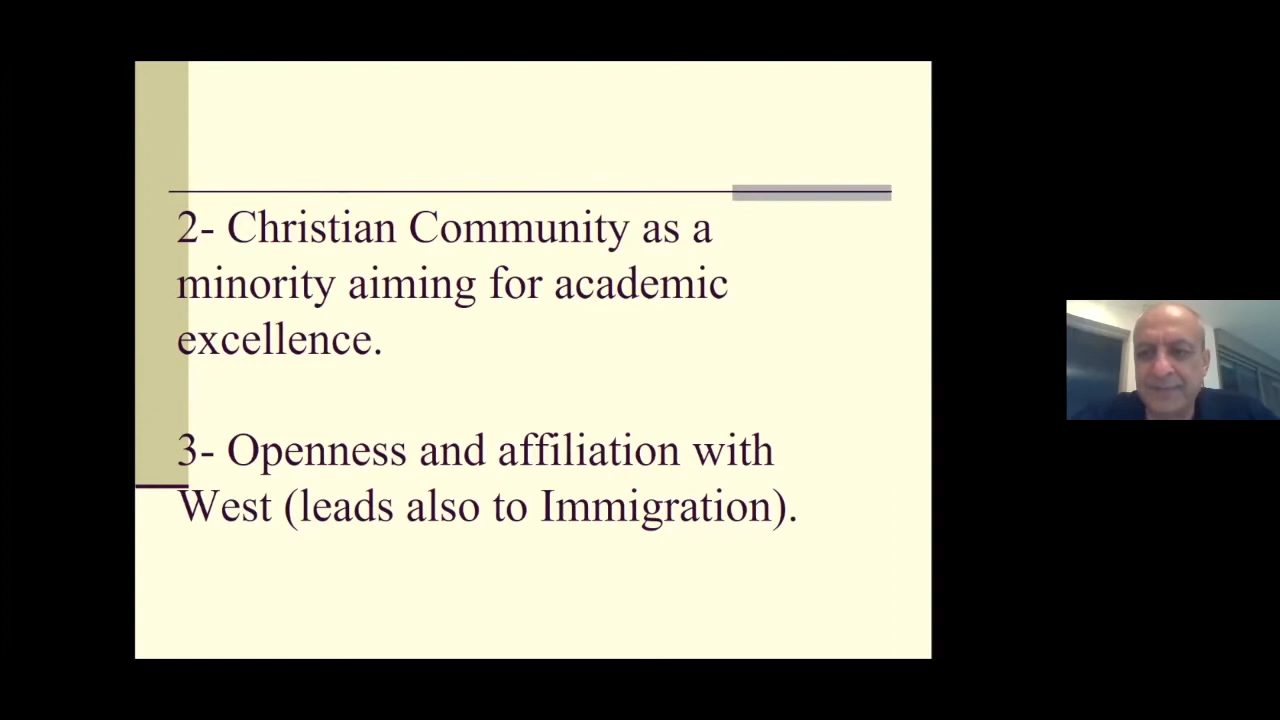 2- Christian Community as a
minority aiming for academic
excellence.
3- Openness and affiliation with
West (leads also to Immigration).